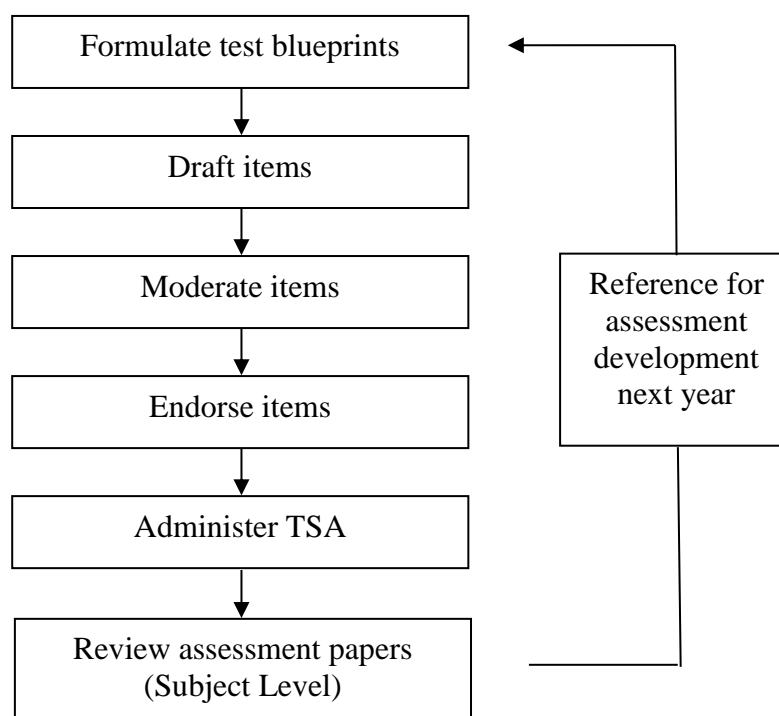 Formulate test blueprints
Draft items
Moderate items
Endorse items
Administer TSA
Review assessment papers
(Subject Level)
Reference for
assessment
development
next year